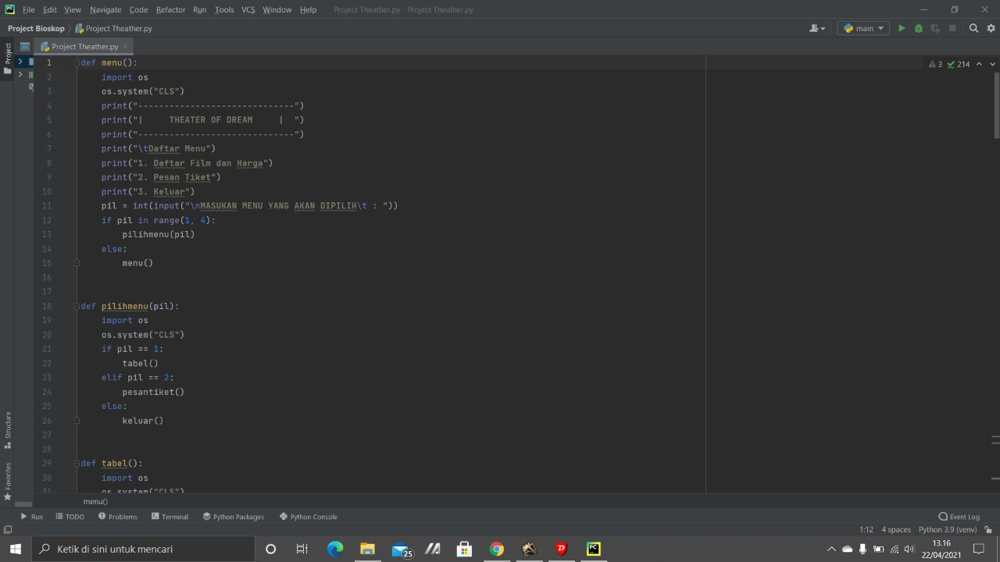 File Edit View Navigate Code Refactor Run Tools VCS Window Help Project Theather.py - Project Theather.py
Project Bioskop Project Theather.py main
Project
Project Theather.py
3 214
1 def menu():
2 import os
3 os.system("CLS")
4 print("------------------------------")
5 print("|     THEATER OF DREAM     |  ")
6 print("------------------------------")
7 print("\tDaftar Menu")
8 print("1. Daftar Film dan Harga")
9 print("2. Pesan Tiket")
10 print("3. Keluar")
11 pil = int(input("\nMASUKAN MENU YANG AKAN DIPILIH\t : "))
12 if pil in range(1, 4):
13 pilihmenu(pil)
14 else:
15 menu()
16
17
18 def pilihmenu(pil):
19 import os
20 os.system("CLS")
21 if pil == 1:
22 tabel()
23 elif pil == 2:
24 pesantiket()
25 else:
26 keluar()
27
28
29 def tabel():
30 import os
31 os.system("CLS")
Structure
Favorites
menu()
Run TODO Problems Terminal Python Packages Python Console Event Log
1:12 4 spaces Python 3.9 (venv)
Ketik di sini untuk mencari 25 13.16
22/04/2021